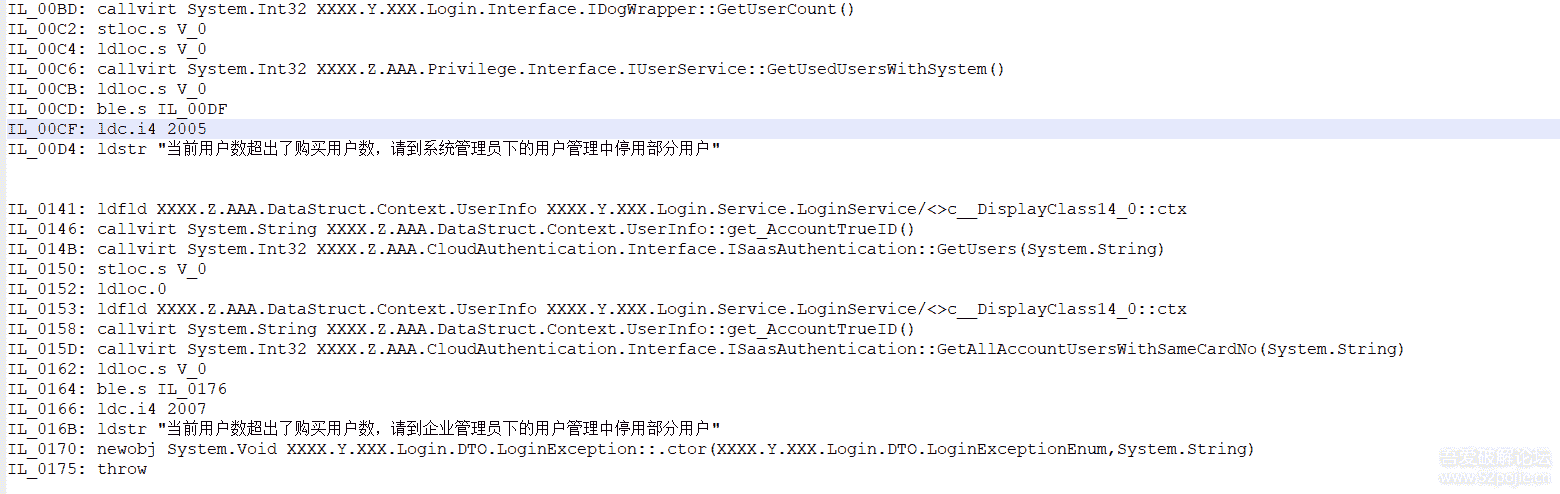 IL_00BD: callvirt System.Int32 XXXX.Y.XXX.Login.Interface.IDogWrapper::GetUserCount()
IL_00C2: stloc.s V_0
IL_00C4: ldloc.s V_0
IL_00C6: callvirt System.Int32 XXXX.Z.AAA.Privilege.Interface.IUserService::GetUsedUsersWithSystem()
IL_00CB: ldloc.s V_0
IL_00CD: ble.s IL_00DF
IL_00CF: ldc.i4 2005
IL_00D4: ldstr "当前用户数超出了购买用户数，请到系统管理员下的用户管理中停用部分用户"
IL_0141: ldfld XXXX.Z.AAA.DataStruct.Context.UserInfo XXXX.Y.XXX.Login.Service.LoginService/<>c__DisplayClass14_0::ctx
IL_0146: callvirt System.String XXXX.Z.AAA.DataStruct.Context.UserInfo::get_AccountTrueID()
IL_014B: callvirt System.Int32 XXXX.Z.AAA.CloudAuthentication.Interface.ISaasAuthentication::GetUsers(System.String)
IL_0150: stloc.s V_0
IL_0152: ldloc.0
IL_0153: ldfld XXXX.Z.AAA.DataStruct.Context.UserInfo XXXX.Y.XXX.Login.Service.LoginService/<>c__DisplayClass14_0::ctx
IL_0158: callvirt System.String XXXX.Z.AAA.DataStruct.Context.UserInfo::get_AccountTrueID()
IL_015D: callvirt System.Int32 XXXX.Z.AAA.CloudAuthentication.Interface.ISaasAuthentication::GetAllAccountUsersWithSameCardNo(System.String)
IL_0162: ldloc.s V_0
IL_0164: ble.s IL_0176
IL_0166: ldc.i4 2007
IL_016B: ldstr "当前用户数超出了购买用户数，请到企业管理员下的用户管理中停用部分用户"
IL_0170: newobj System.Void XXXX.Y.XXX.Login.DTO.LoginException::.ctor(XXXX.Y.XXX.Login.DTO.LoginExceptionEnum,System.String)
IL_0175: throw
吾爱破解论坛
www.52pojie.cn